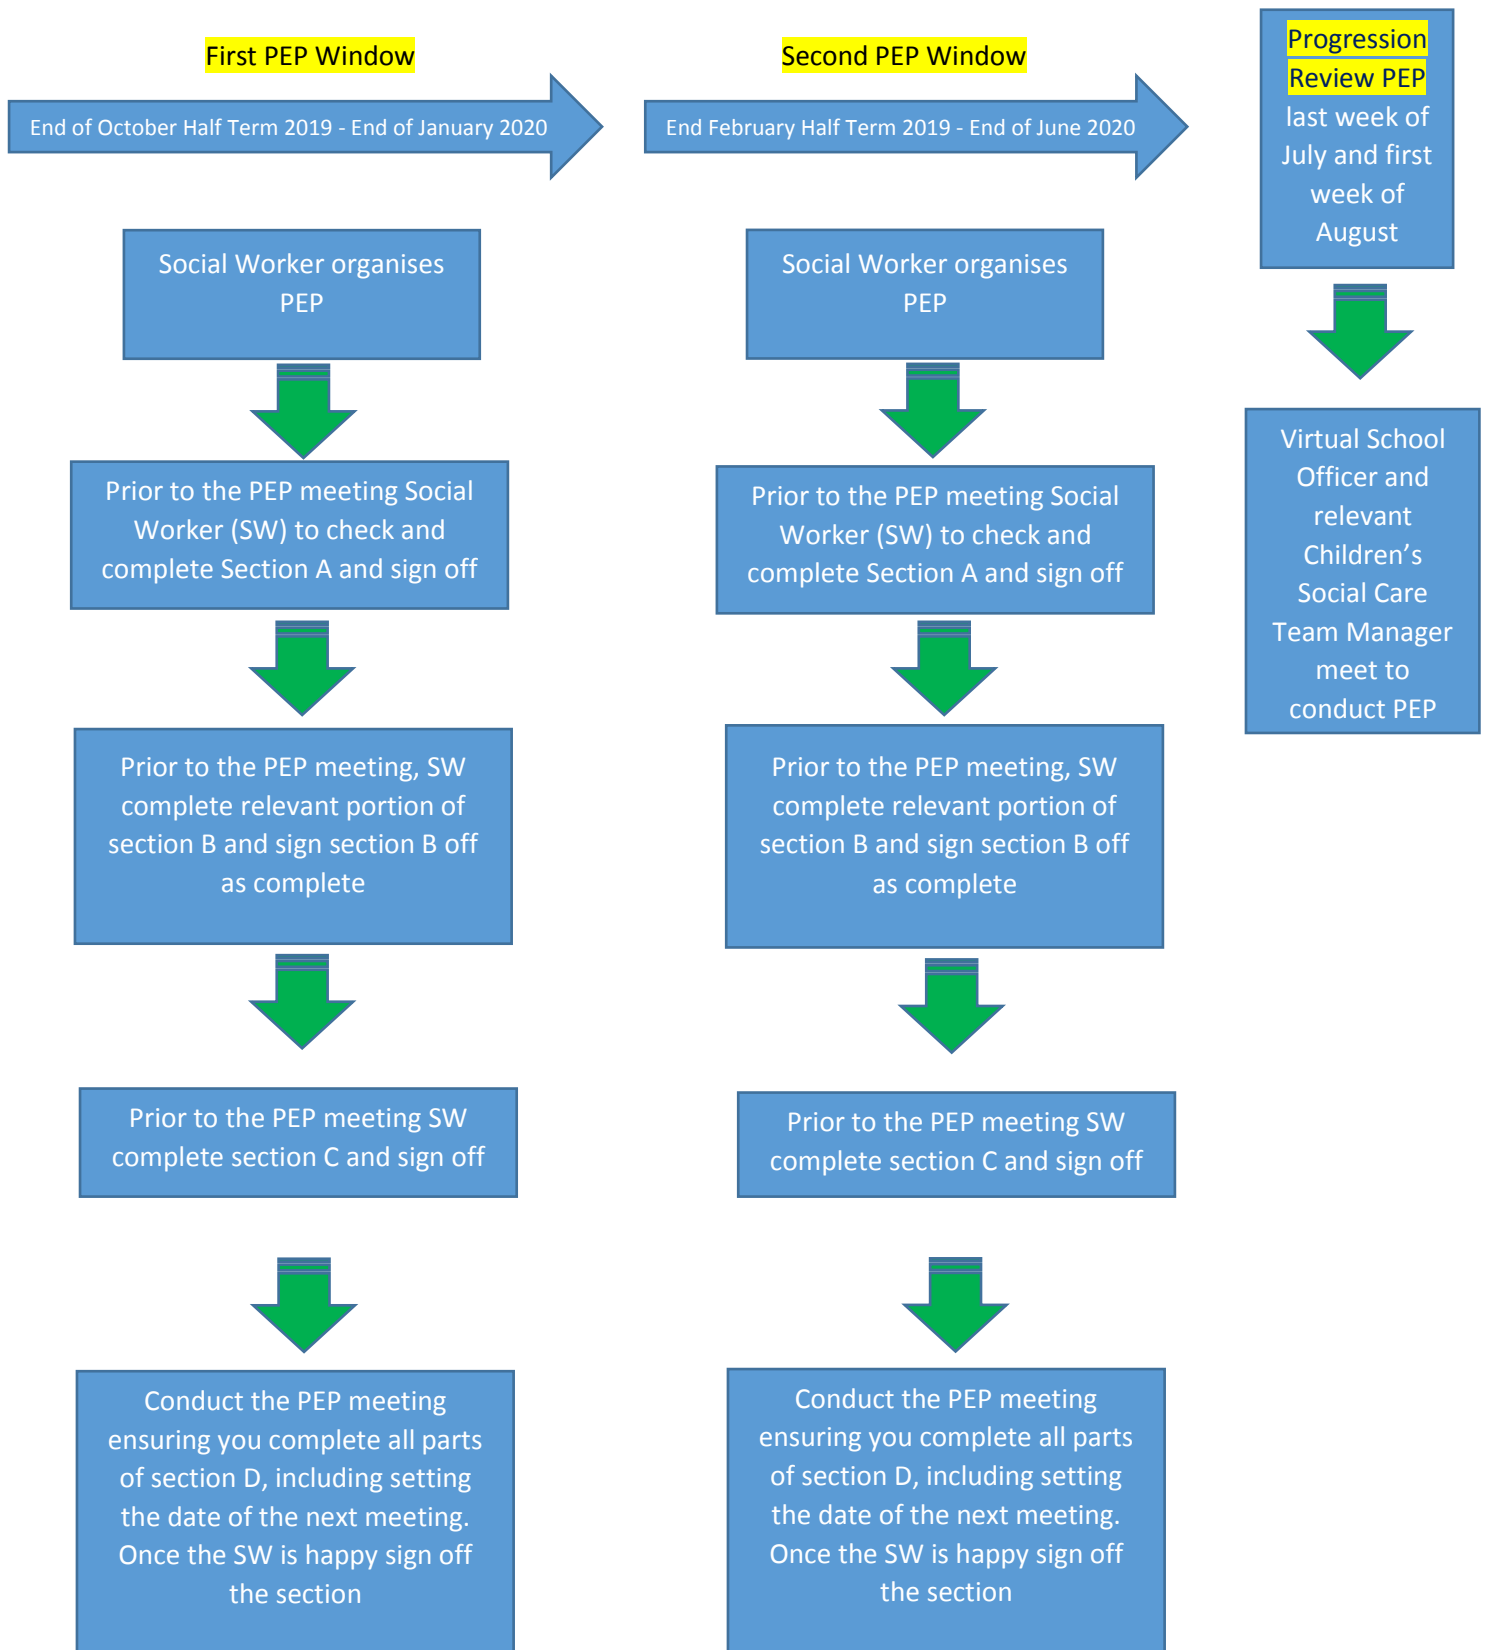 First PEP Window
End of October Half Term 2019 - End of January 2020
Social Worker organises
PEP
Prior to the PEP meeting Social
Worker (SW) to check and
complete Section A and sign off
Prior to the PEP meeting, SW
complete relevant portion of
section B and sign section B off
as complete
Prior to the PEP meeting SW
complete section C and sign off
Conduct the PEP meeting
ensuring you complete all parts
of section D, including setting
the date of the next meeting.
Once the SW is happy sign off
the section
Second PEP Window
End February Half Term 2019 - End of June 2020
Social Worker organises
PEP
Prior to the PEP meeting Social
Worker (SW) to check and
complete Section A and sign off
Prior to the PEP meeting, SW
complete relevant portion of
section B and sign section B off
as complete
Prior to the PEP meeting SW
complete section C and sign off
Conduct the PEP meeting
ensuring you complete all parts
of section D, including setting
the date of the next meeting.
Once the SW is happy sign off
the section
Progression
Review PEP
last week of
July and first
week of
August
Virtual School
Officer and
relevant
Children’s
Social Care
Team Manager
meet to
conduct PEP